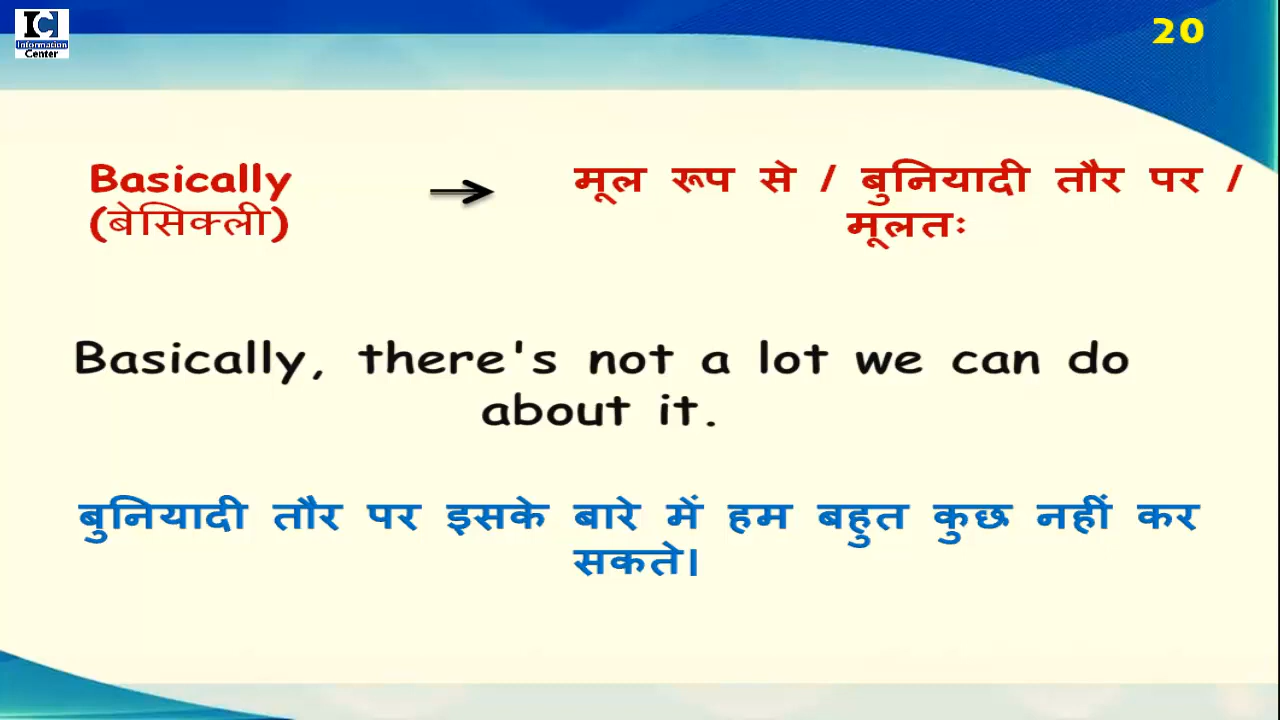 IC
Information
Center
20
Basically
(बेसिक्ली)
मूल रूप से / बुनियादी तौर पर /
मूलतः
Basically, there's not a lot we can do
about it.
बुनियादी तौर पर इसके बारे में हम बहुत कुछ नहीं कर
सकते।